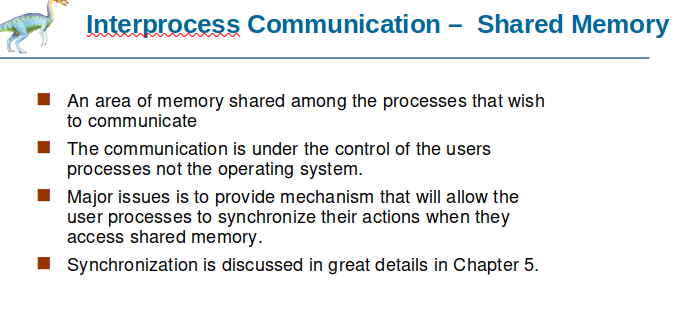 Interprocess Communication –  Shared Memory
An area of memory shared among the processes that wish
to communicate
The communication is under the control of the users
processes not the operating system.
Major issues is to provide mechanism that will allow the
user processes to synchronize their actions when they
access shared memory.
Synchronization is discussed in great details in Chapter 5.